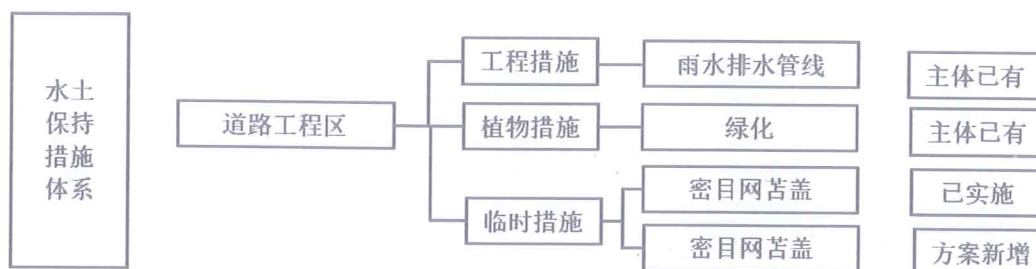 水土
保持
措施
体系
道路工程区
工程措施
雨水排水管线
主体已有
植物措施
绿化
主体已有
临时措施
密目网苫盖
已实施
密目网苫盖
方案新增